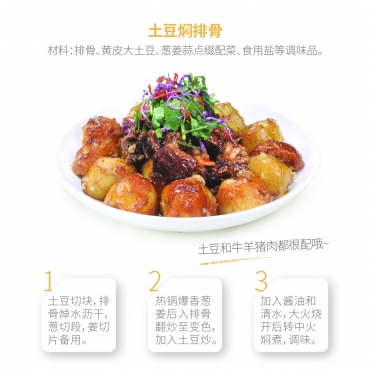 土豆焖排骨
材料：排骨、黄皮大土豆、葱姜蒜点缀配菜、食用盐等调味品。
土豆和牛羊猪肉都很配哦~
1
土豆切块，排
骨焯水沥干，
葱切段，姜切
片备用。
2
热锅爆香葱
姜后入排骨
翻炒至变色，
加入土豆炒。
3
加入酱油和
清水，大火烧
开后转中火
焖煮，调味。